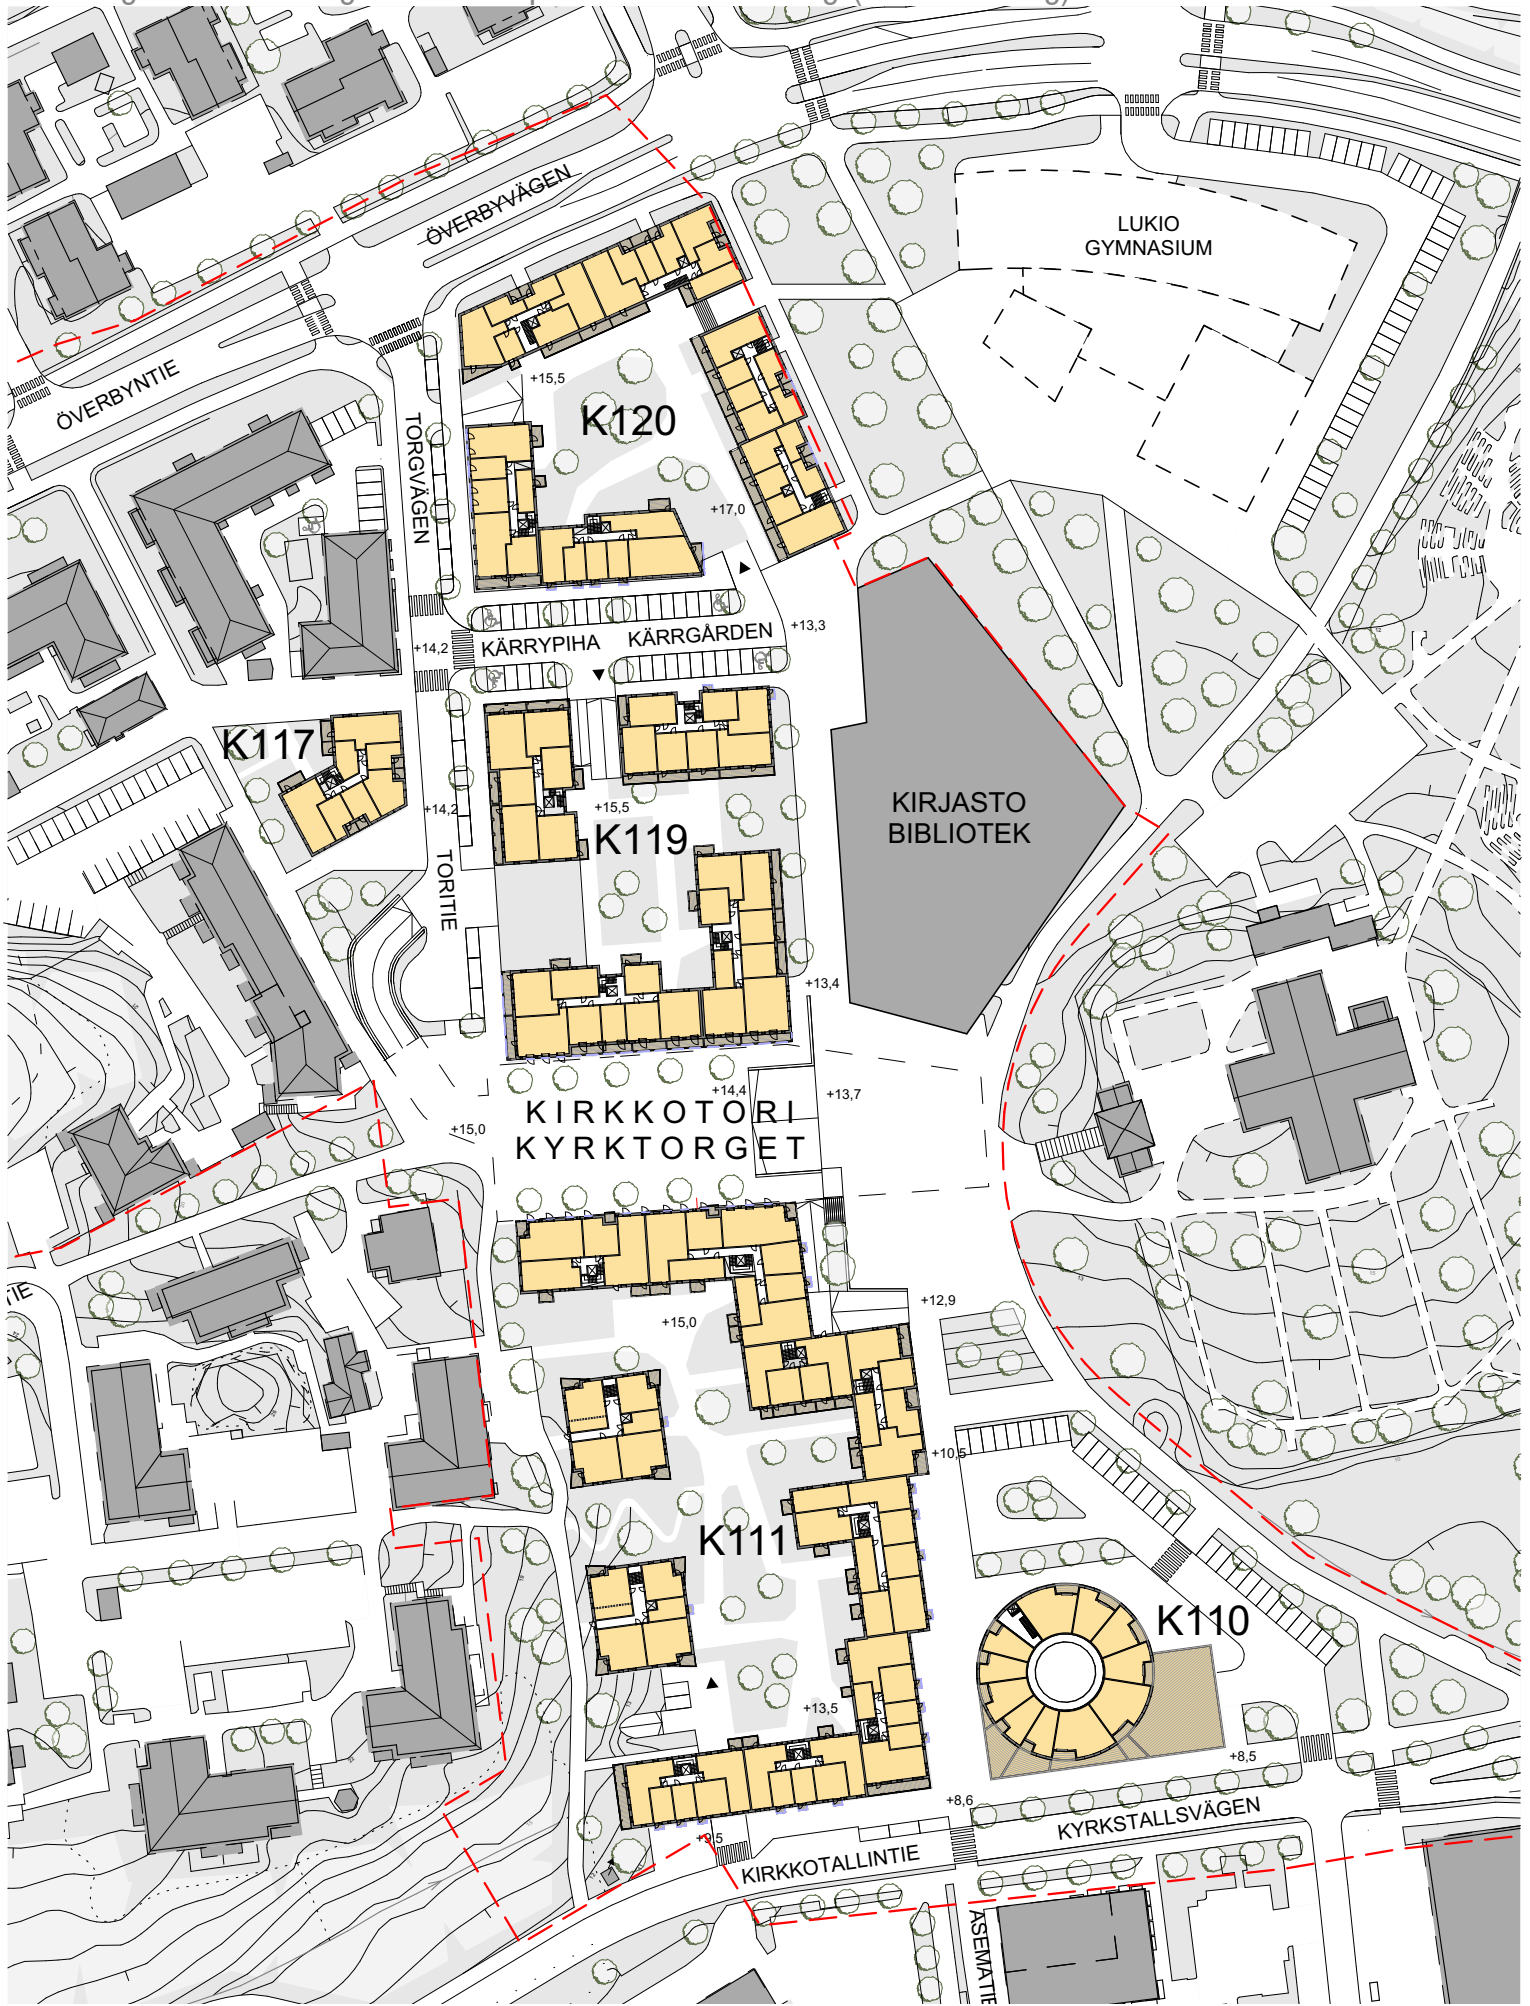 LUKIO
GYMNASIUM
ÖVERBYVÄGEN
ÖVERBYNTIE
TORGVÄGEN
+15,5
K120
+17,0
+13,3
+14,2
KÄRRYPIHA KÄRRGÅRDEN
K117
+14,2
+15,5
K119
KIRJASTO
BIBLIOTEK
TORITIE
+13,4
+14,4
+13,7
KIRKKOTORI
KYRKTORGET
+15,0
TIE
+12,9
+15,0
+10,5
K111
K110
+13,5
+8,5
+8,6
+9,5
KYRKSTALLSVÄGEN
KIRKKOTALLINTIE
ASEMATIE